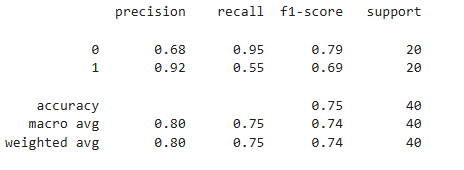 precision recall f1-score support
0 0.68 0.95 0.79 20
1 0.92 0.55 0.69 20
accuracy 0.75 40
macro avg 0.80 0.75 0.74 40
weighted avg 0.80 0.75 0.74 40